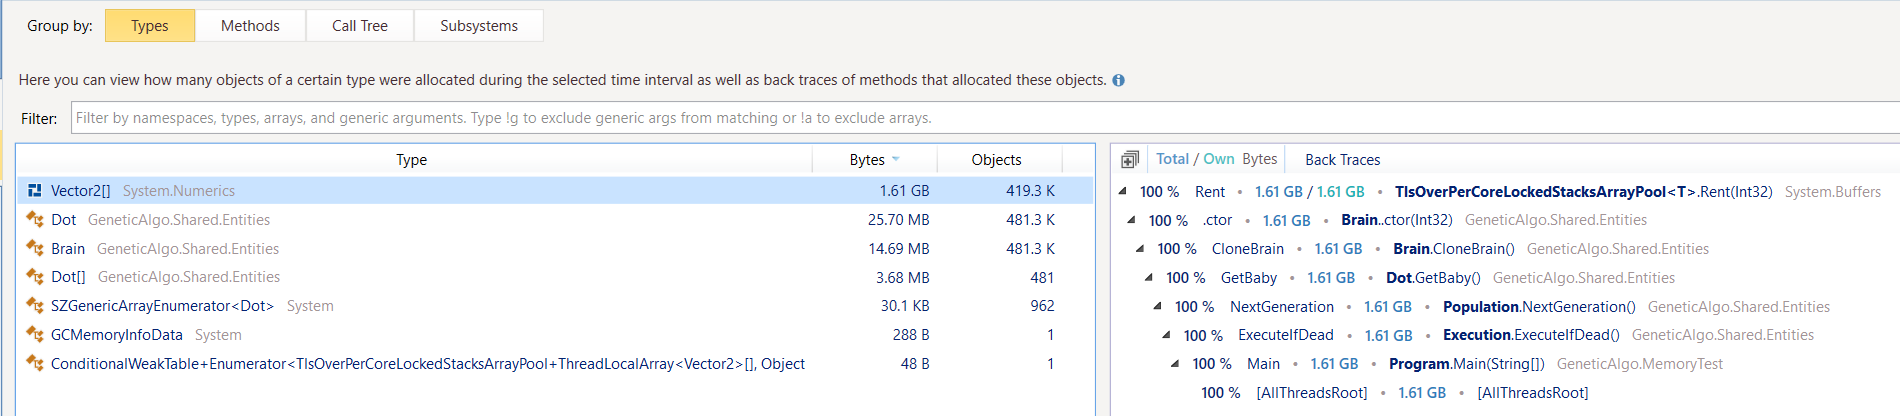 Group by: Types Methods Call Tree Subsystems
Here you can view how many objects of a certain type were allocated during the selected time interval as well as back traces of methods that allocated these objects.
Filter: Filter by namespaces, types, arrays, and generic arguments. Type !g to exclude generic args from matching or !a to exclude arrays.
Type Bytes Objects
Vector2[] System.Numerics 1.61 GB 419.3 K
Dot GeneticAlgo.Shared.Entities 25.70 MB 481.3 K
Brain GeneticAlgo.Shared.Entities 14.69 MB 481.3 K
Dot[] GeneticAlgo.Shared.Entities 3.68 MB 481
SZGenericArrayEnumerator<Dot> System 30.1 KB 962
GCMemoryInfoData System 288 B 1
ConditionalWeakTable+Enumerator<TlsOverPerCoreLockedStacksArrayPool+ThreadLocalArray<Vector2>[], Object 48 B 1
Total / Own Bytes Back Traces
100 % Rent • 1.61 GB / 1.61 GB • TlsOverPerCoreLockedStacksArrayPool<T>.Rent(Int32) System.Buffers
100 % .ctor • 1.61 GB • Brain..ctor(Int32) GeneticAlgo.Shared.Entities
100 % CloneBrain • 1.61 GB • Brain.CloneBrain() GeneticAlgo.Shared.Entities
100 % GetBaby • 1.61 GB • Dot.GetBaby() GeneticAlgo.Shared.Entities
100 % NextGeneration • 1.61 GB • Population.NextGeneration() GeneticAlgo.Shared.Entities
100 % ExecuteIfDead • 1.61 GB • Execution.ExecuteIfDead() GeneticAlgo.Shared.Entities
100 % Main • 1.61 GB • Program.Main(String[]) GeneticAlgo.MemoryTest
100 % [AllThreadsRoot] • 1.61 GB • [AllThreadsRoot]